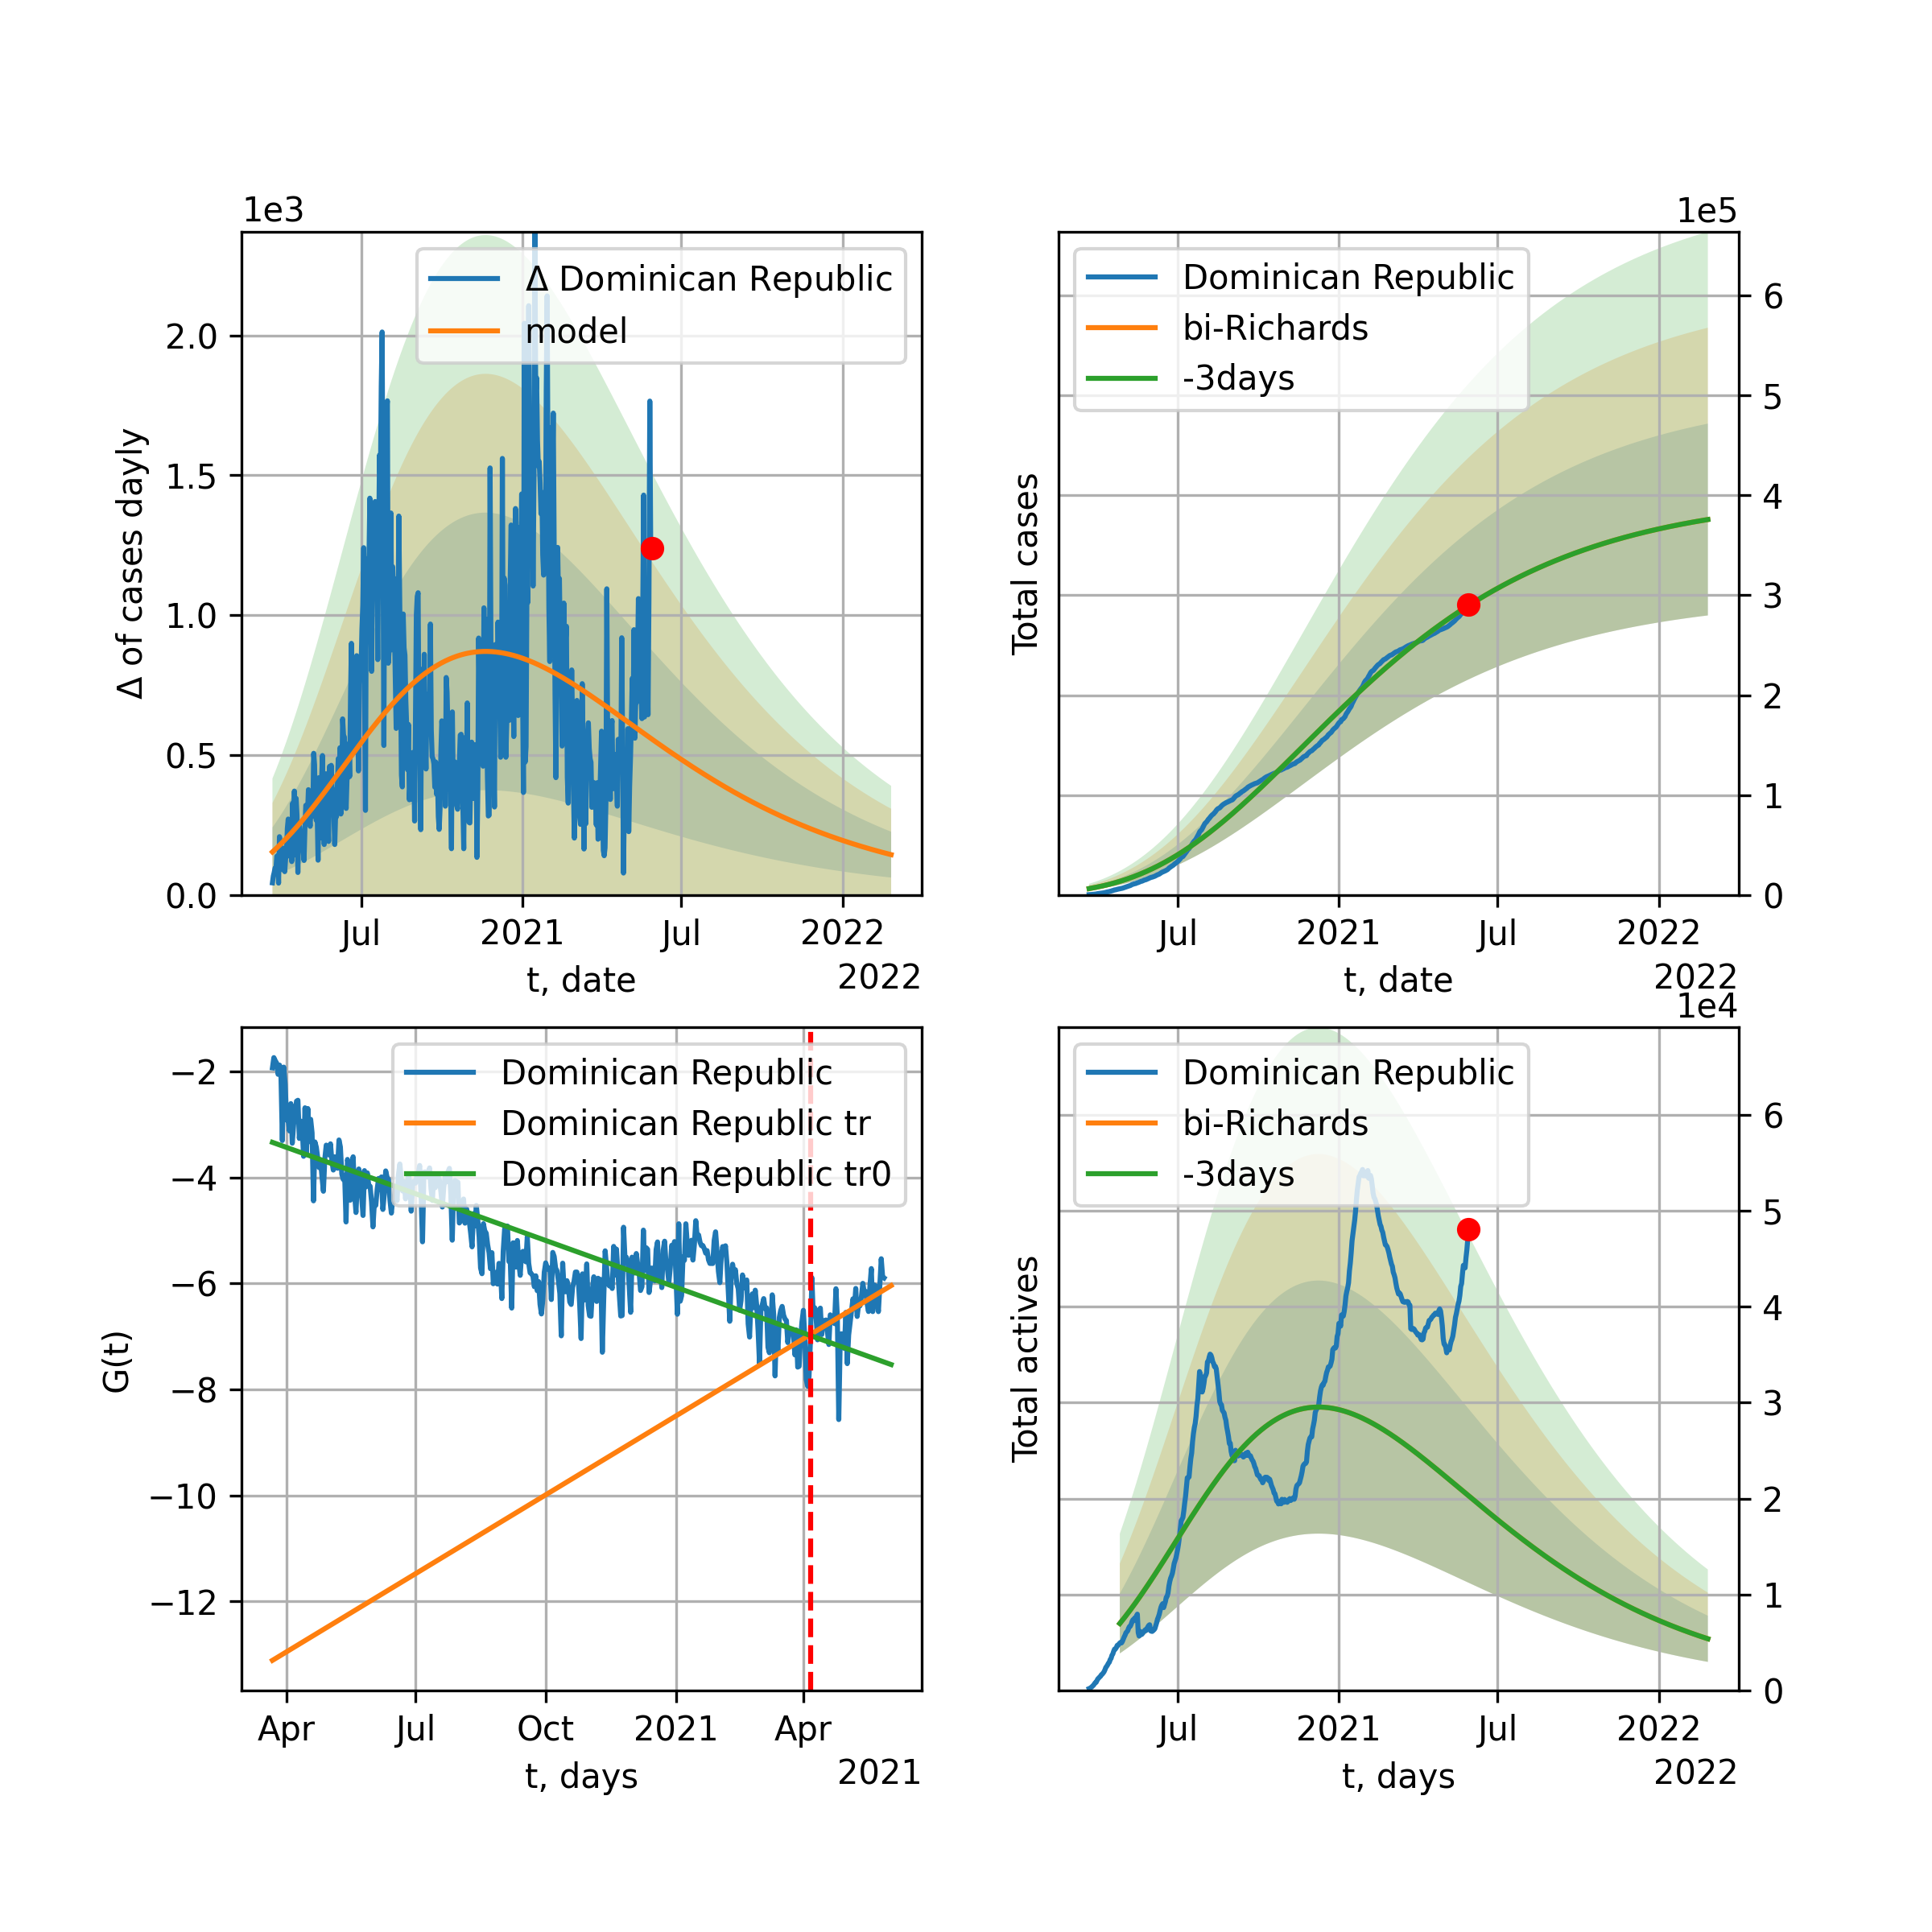 1e3
Δ Dominican Republic
model
2.0
1.5
1.0
0.5
0.0
Δ of cases dayly
Jul
2021
Jul
2022
t, date
2022
1e5
Dominican Republic
bi-Richards
-3days
6
5
4
3
2
1
0
Total cases
Jul
2021
Jul
2022
t, date
2022
Dominican Republic
Dominican Republic tr
Dominican Republic tr0
−2
−4
−6
−8
−10
−12
G(t)
Apr
Jul
Oct
2021
Apr
t, days
2021
1e4
Dominican Republic
bi-Richards
-3days
6
5
4
3
2
1
0
Total actives
Jul
2021
Jul
2022
t, days
2022